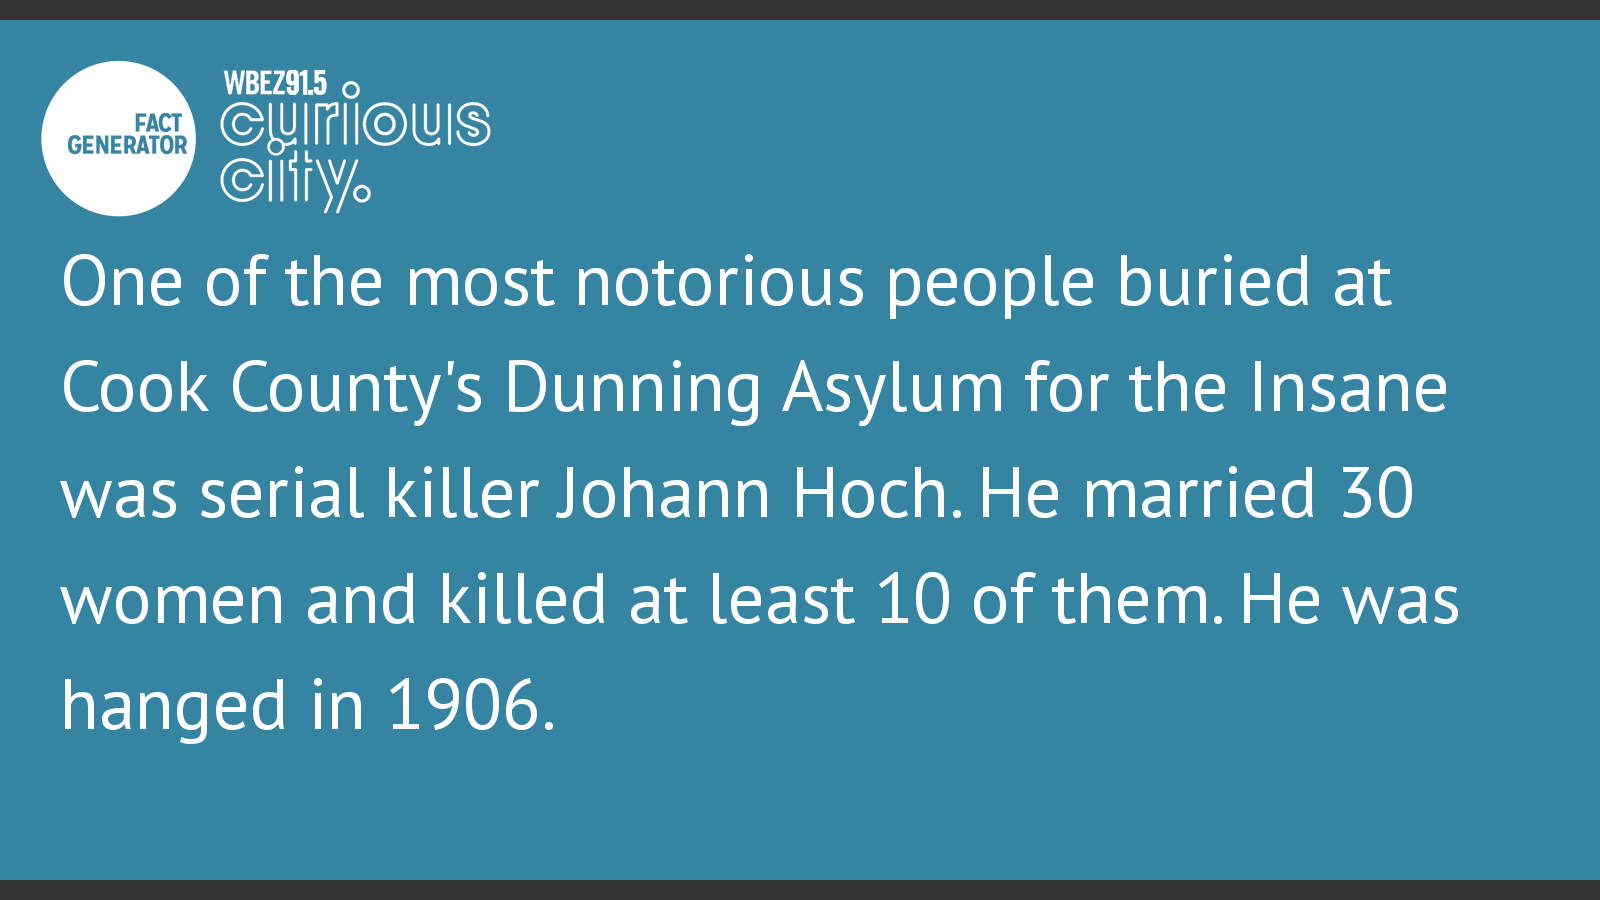 FACT
GENERATOR
WBEZ91.5
curious
city.
One of the most notorious people buried at
Cook County's Dunning Asylum for the Insane
was serial killer Johann Hoch. He married 30
women and killed at least 10 of them. He was
hanged in 1906.